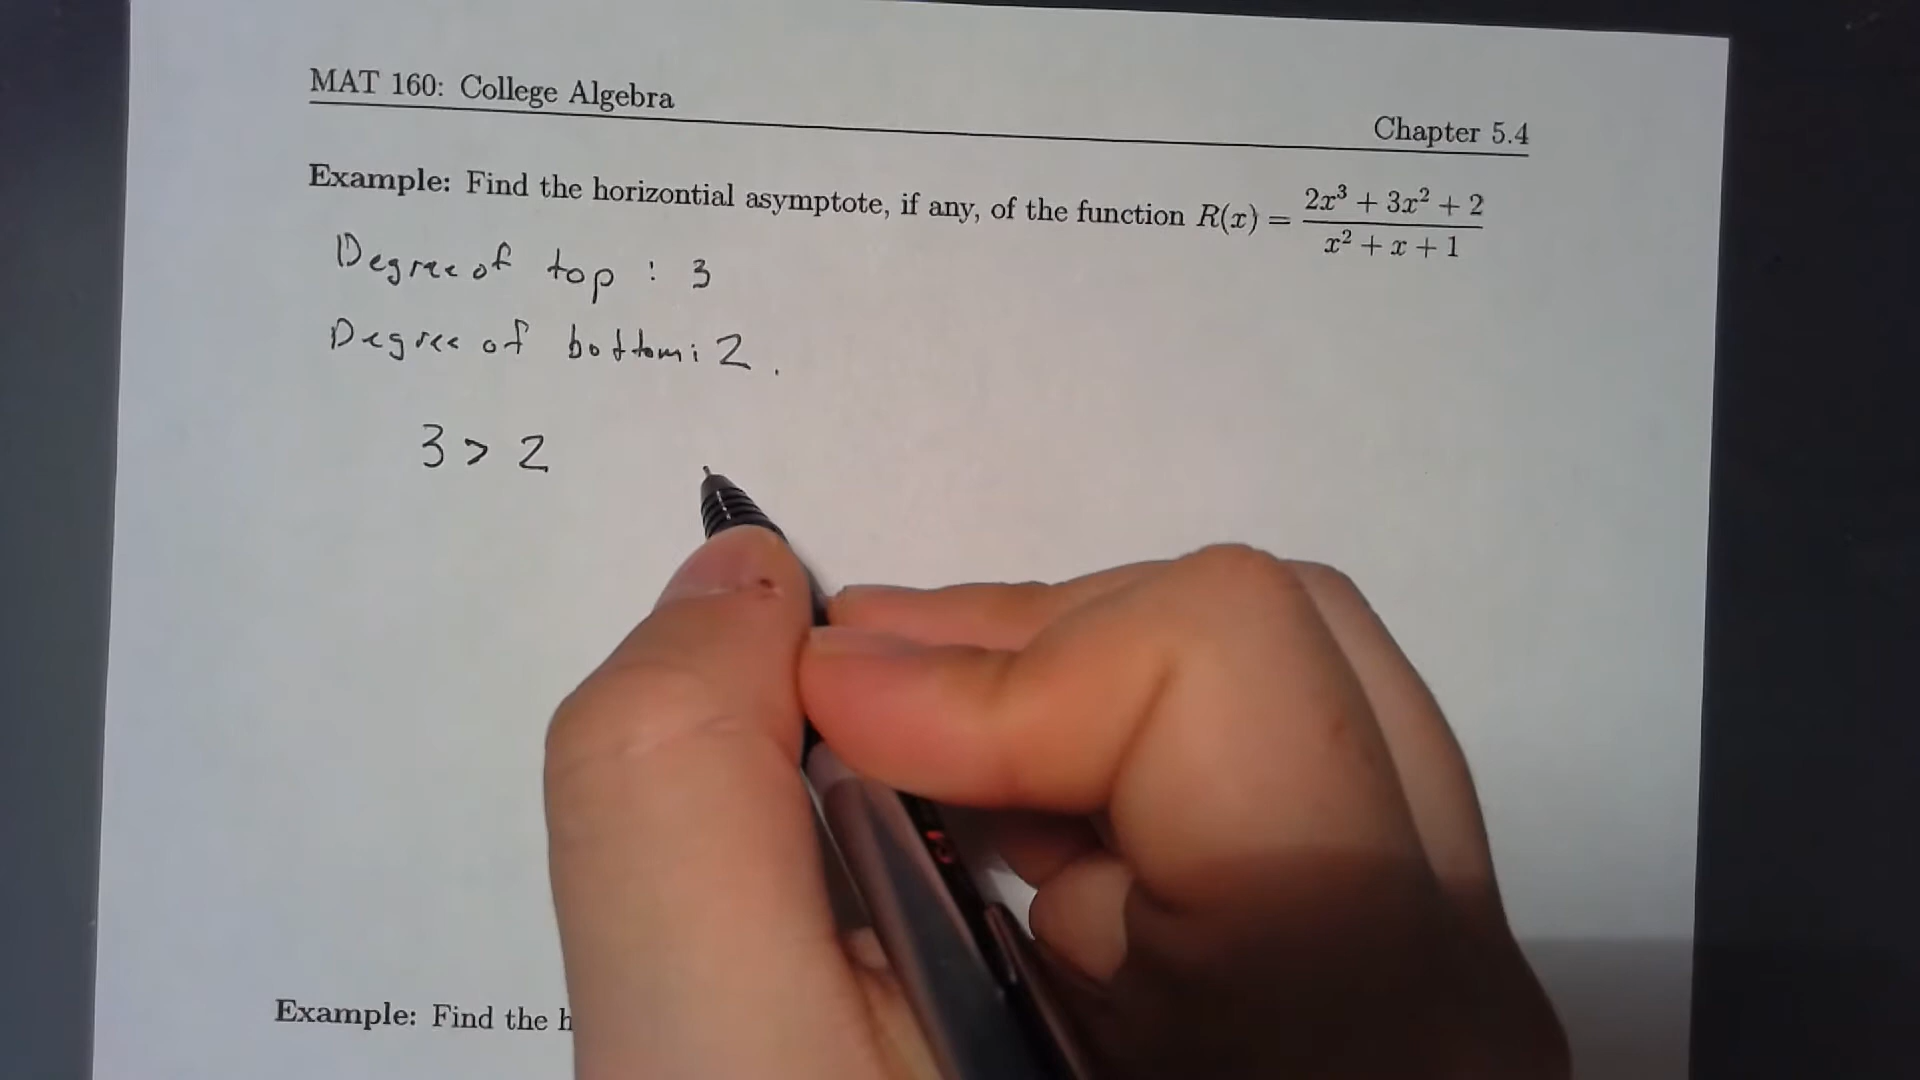 MAT 160: College Algebra
Chapter 5.4
Example: Find the horizontial asymptote, if any, of the function R(x) = \frac{2x³ + 3x² + 2}{x² + x + 1}
Degree of top : 3
Degree of bottom: 2.
3 > 2
Example: Find the h